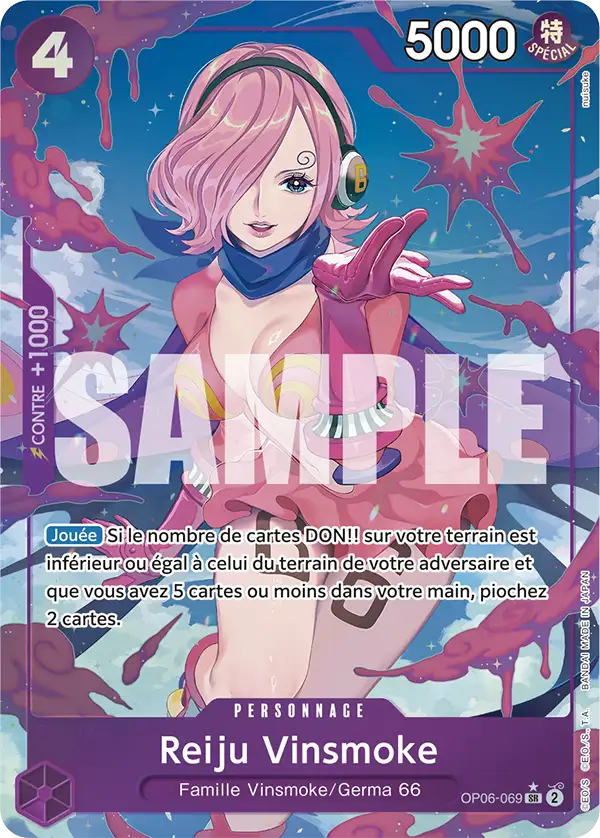 4
5000
特
SPÉCIAL
nuisuke
CONTRE +1000
SAMPLE
Jouée Si le nombre de cartes DON!! sur votre terrain est
inférieur ou égal à celui du terrain de votre adversaire et
que vous avez 5 cartes ou moins dans votre main, piochez
2 cartes.
66
PERSONNAGE
Reiju Vinsmoke
Famille Vinsmoke/Germa 66
OP06-069 SR 2
©E.O/S ©E.O./S., T.A. BANDAI MADE IN JAPAN